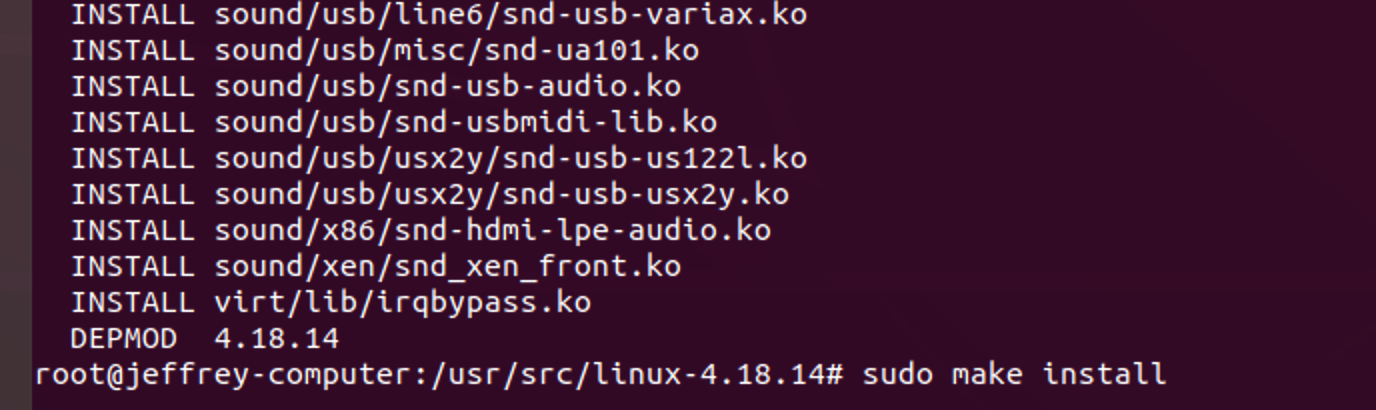 INSTALL sound/usb/line6/snd-usb-variax.ko
INSTALL sound/usb/misc/snd-ua101.ko
INSTALL sound/usb/snd-usb-audio.ko
INSTALL sound/usb/snd-usbmidi-lib.ko
INSTALL sound/usb/usx2y/snd-usb-us122l.ko
INSTALL sound/usb/usx2y/snd-usb-usx2y.ko
INSTALL sound/x86/snd-hdmi-lpe-audio.ko
INSTALL sound/xen/snd_xen_front.ko
INSTALL virt/lib/irqbypass.ko
DEPMOD  4.18.14
root@jeffrey-computer:/usr/src/linux-4.18.14# sudo make install